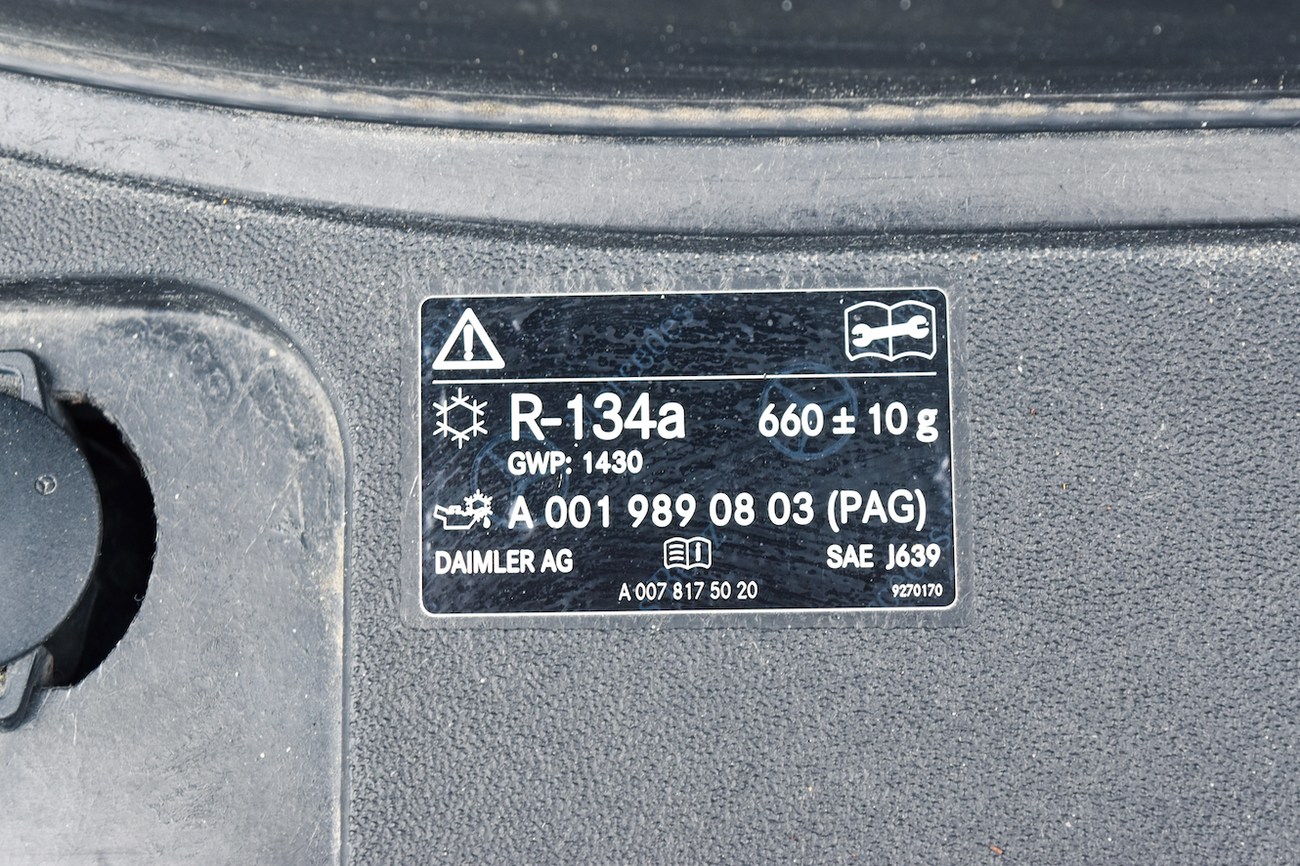 R-134a 660 ± 10 g
GWP: 1430
A 001 989 08 03 (PAG)
DAIMLER AG SAE J639
A 007 817 50 20 9270170